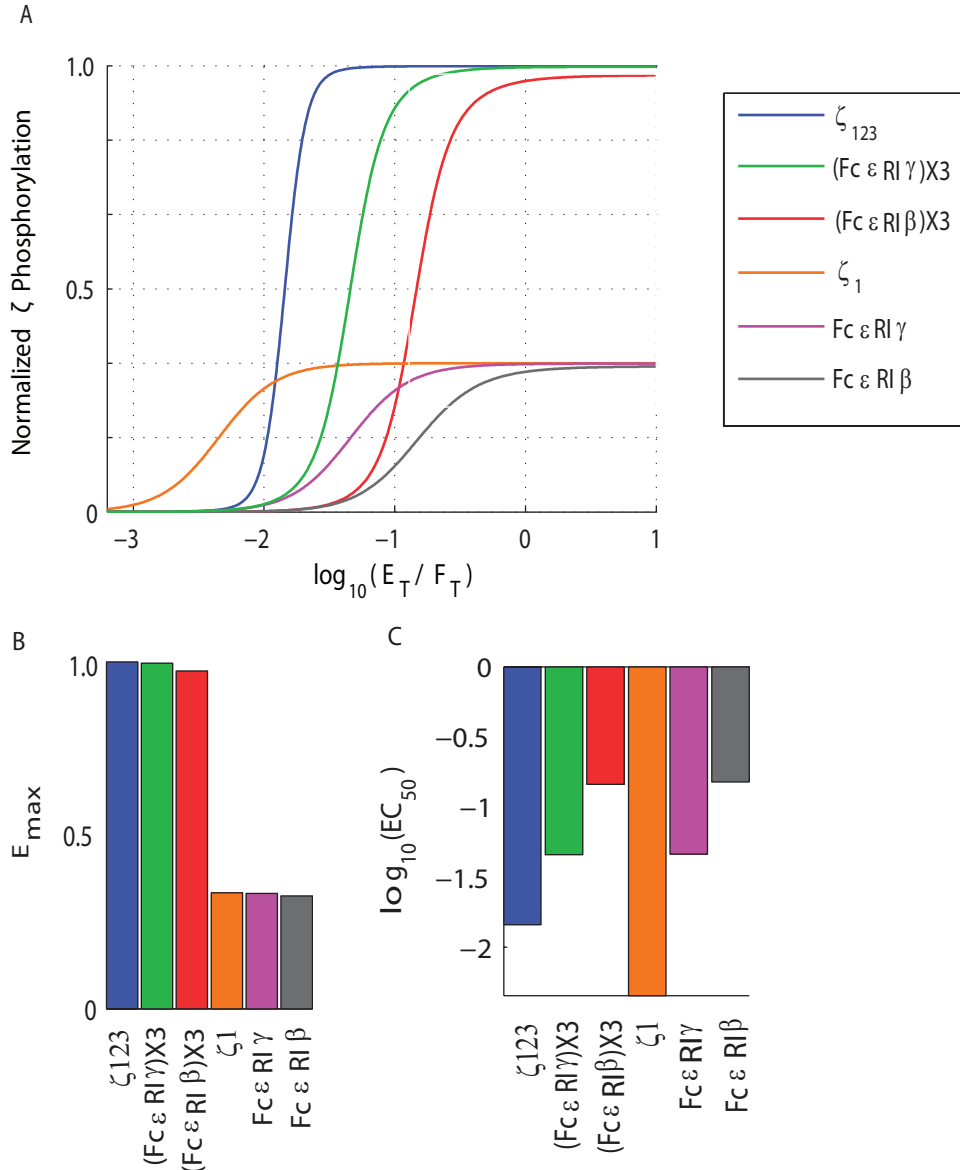 A
1.0
0.5
0
Normalized ζ Phosphorylation
−3 −2 −1 0 1
log10(ET / FT)
ζ123
(Fc ε RI γ)X3
(Fc ε RI β)X3
ζ1
Fc ε RI γ
Fc ε RI β
B
1.0
0.5
0
Emax
ζ123
(Fc ε RI γ)X3
(Fc ε RI β)X3
ζ1
Fc ε RI γ
Fc ε RI β
C
0
−0.5
−1
−1.5
−2
log10(EC50)
ζ123
(Fc ε RI γ)X3
(Fc ε RI β)X3
ζ1
Fc ε RI γ
Fc ε RI β